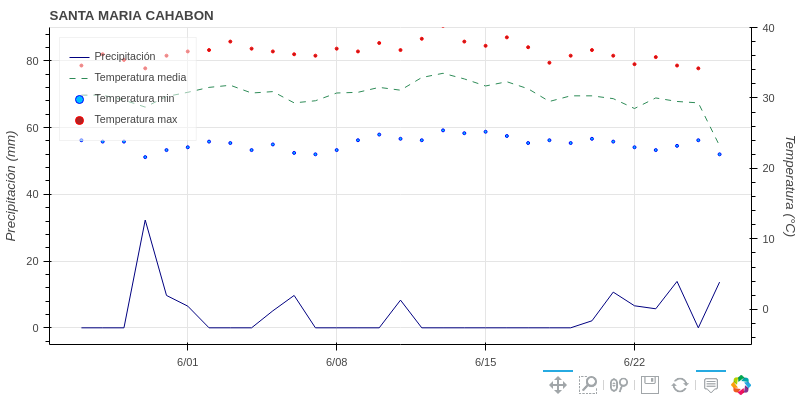 SANTA MARIA CAHABON
Precipitación
Temperatura media
Temperatura min
Temperatura max
Precipitación (mm)
80
60
40
20
0
Temperatura (°C)
40
30
20
10
0
6/01
6/08
6/15
6/22